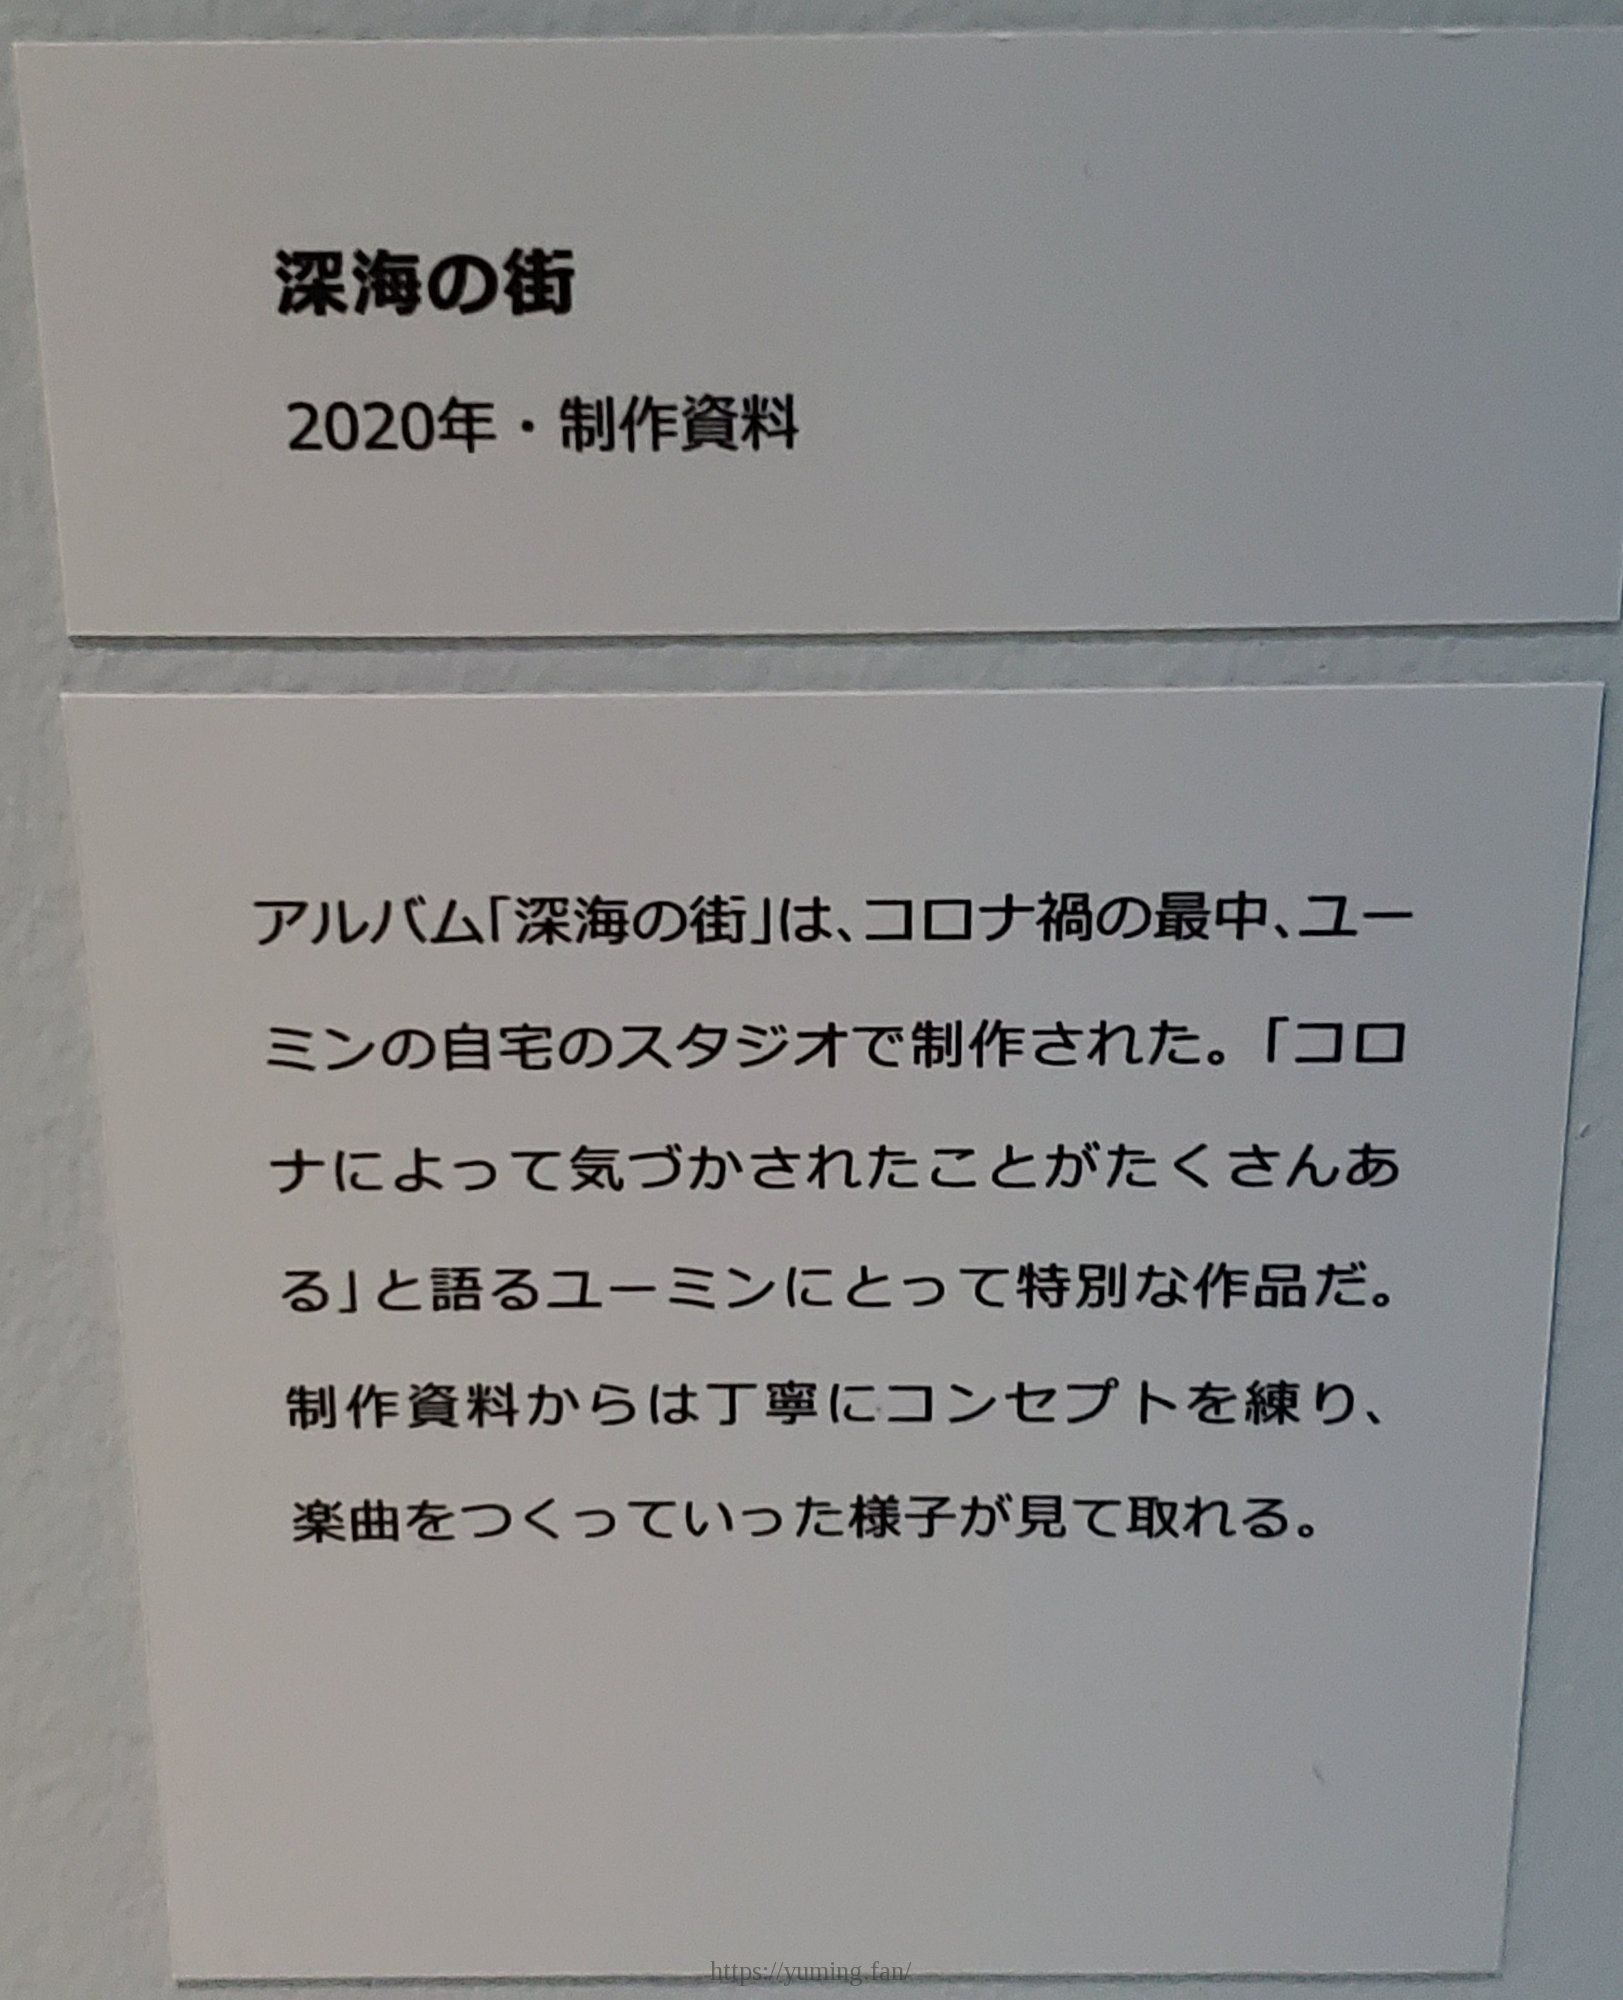 深海の街
2020年・制作資料
アルバム「深海の街」は、コロナ禍の最中、ユー
ミンの自宅のスタジオで制作された。「コロ
ナによって気づかされたことがたくさんあ
る」と語るユーミンにとって特別な作品だ。
制作資料からは丁寧にコンセプトを練り、
楽曲をつくっていった様子が見て取れる。
https://yuming.fan/